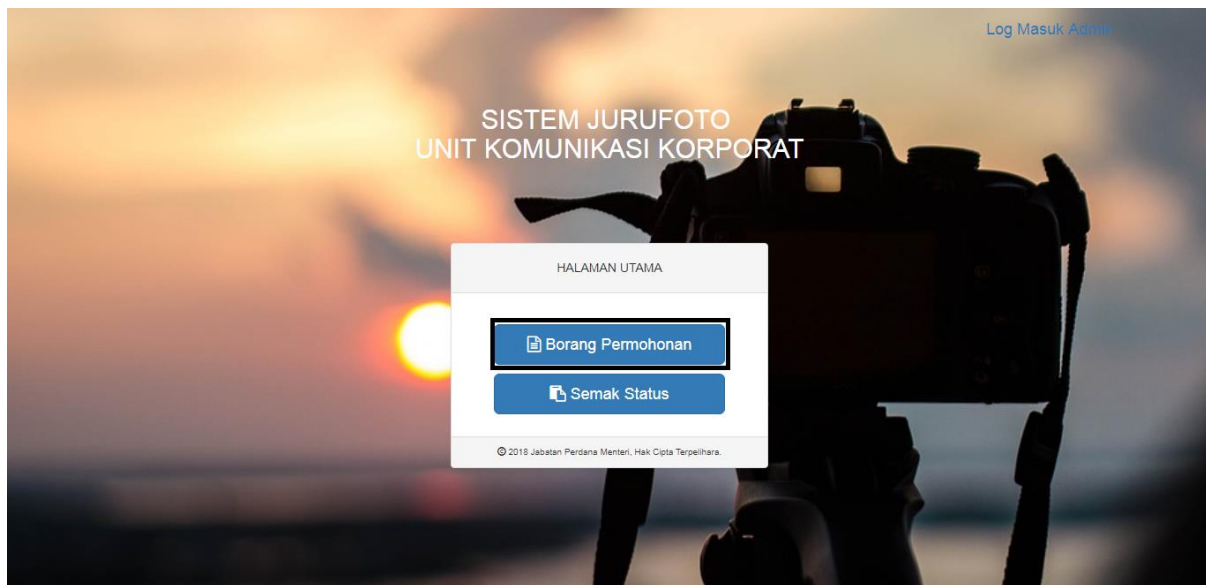 Log Masuk Admin
SISTEM JURUFOTO
UNIT KOMUNIKASI KORPORAT
HALAMAN UTAMA
Borang Permohonan
Semak Status
© 2018 Jabatan Perdana Menteri, Hak Cipta Terpelihara.